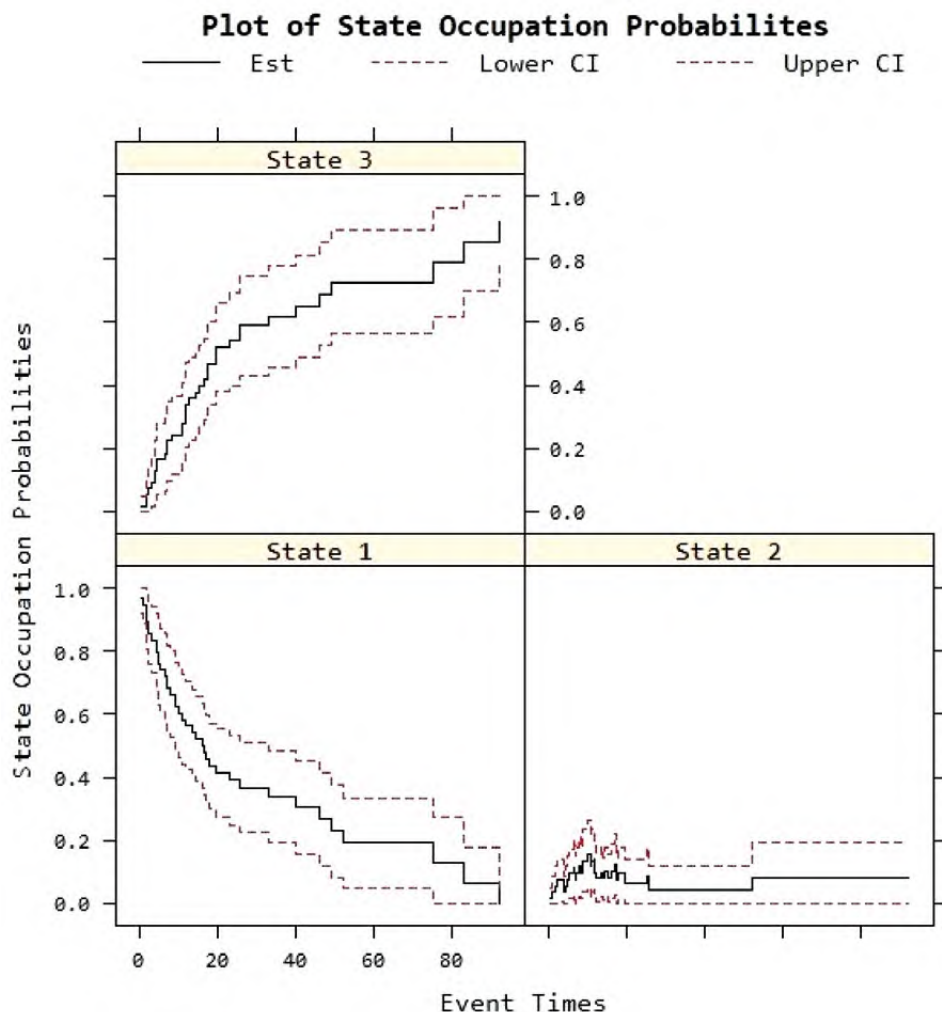 Plot of State Occupation Probabilites
Est Lower CI Upper CI
State 3
1.0
0.8
0.6
0.4
0.2
0.0
State Occupation Probabilities
State 1 State 2
1.0
0.8
0.6
0.4
0.2
0.0
0 20 40 60 80
Event Times